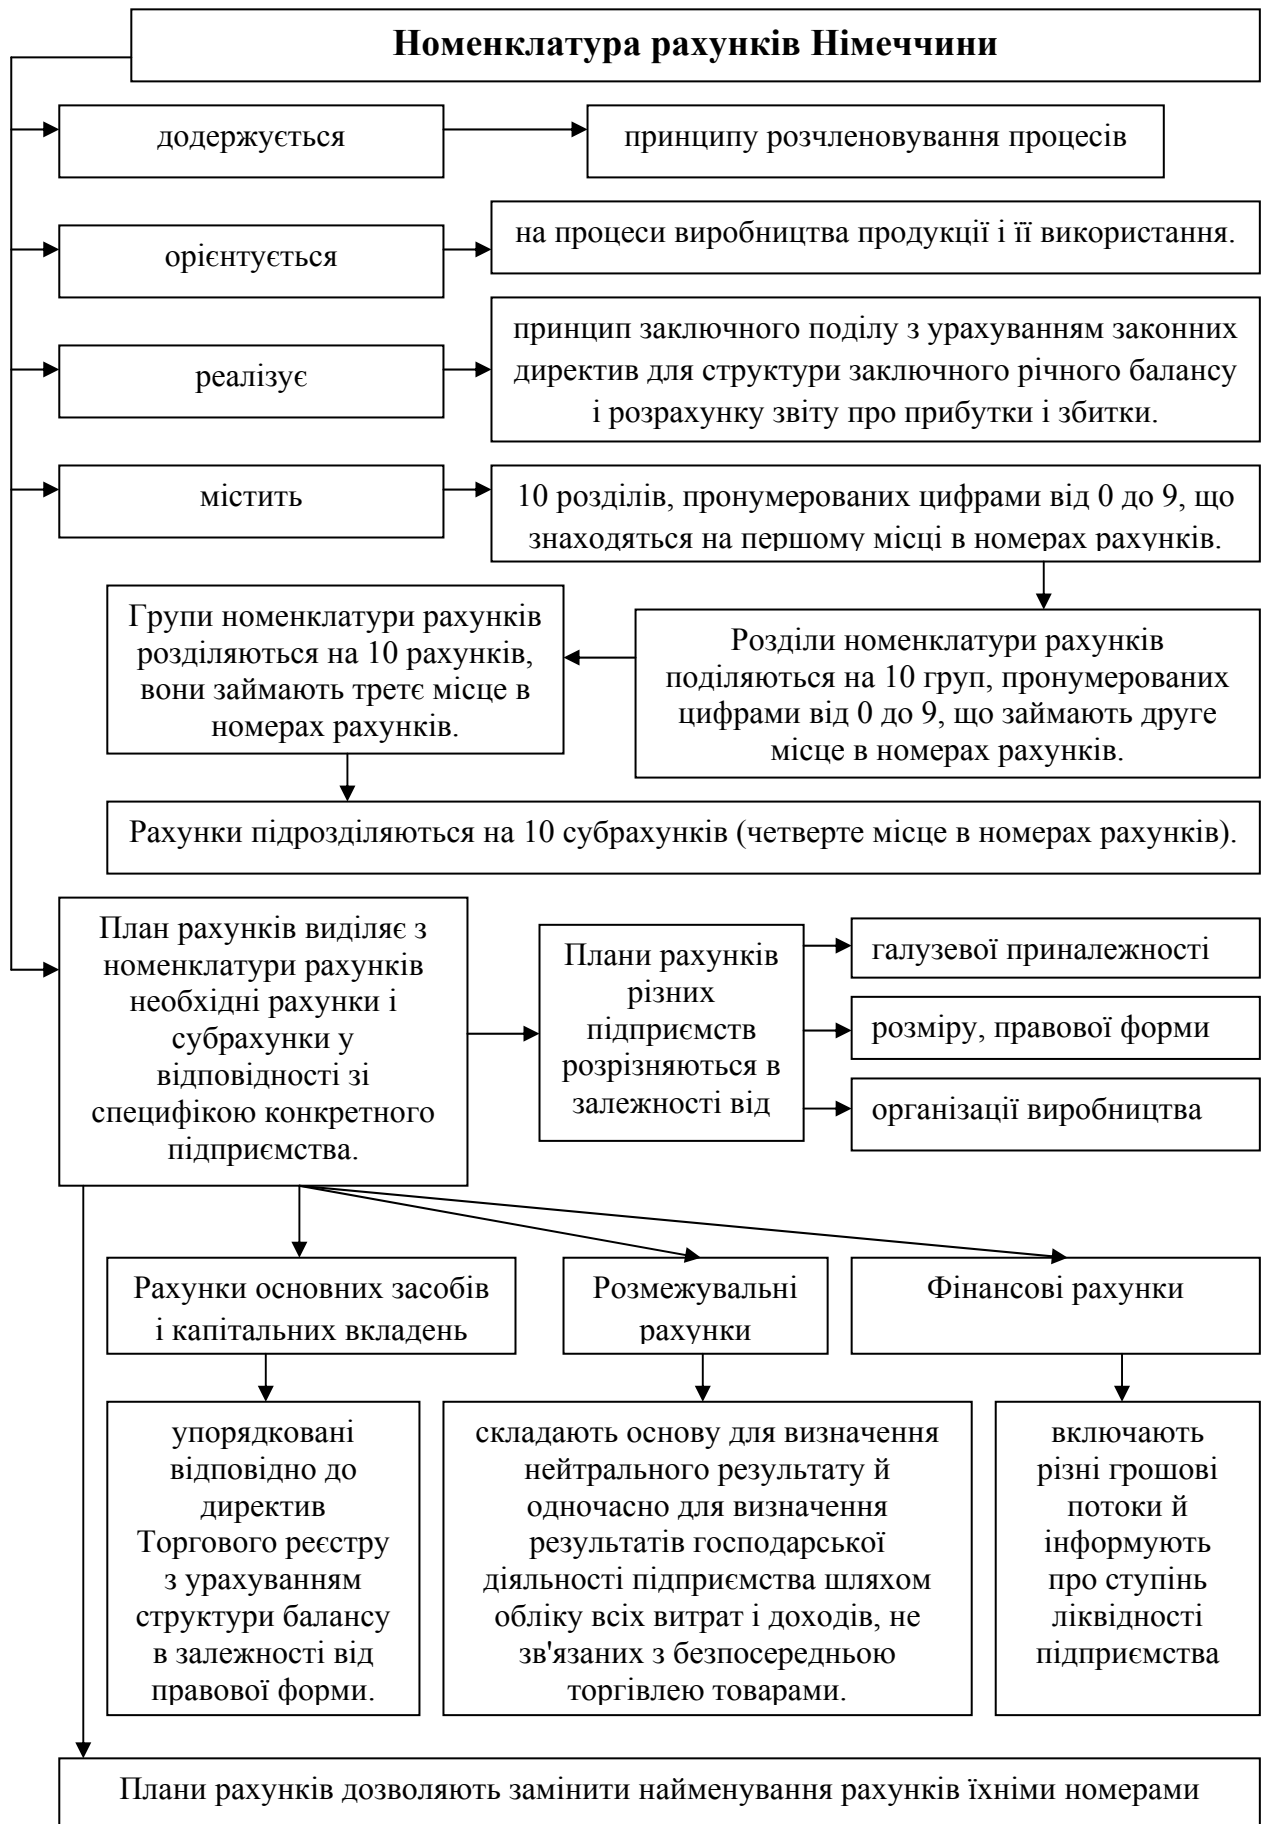 Номенклатура рахунків Німеччини
додержується
принципу розчленовування процесів
орієнтується
на процеси виробництва продукції і її використання.
реалізує
принцип заключного поділу з урахуванням законних
директив для структури заключного річного балансу
і розрахунку звіту про прибутки і збитки.
містить
10 розділів, пронумерованих цифрами від 0 до 9, що
знаходяться на першому місці в номерах рахунків.
Розділи номенклатури рахунків
поділяються на 10 груп, пронумерованих
цифрами від 0 до 9, що займають друге
місце в номерах рахунків.
Групи номенклатури рахунків
розділяються на 10 рахунків,
вони займають третє місце в
номерах рахунків.
Рахунки підрозділяються на 10 субрахунків (четверте місце в номерах рахунків).
План рахунків виділяє з
номенклатури рахунків
необхідні рахунки і
субрахунки у
відповідності зі
специфікою конкретного
підприємства.
Плани рахунків
різних
підприємств
розрізняються в
залежності від
галузевої приналежності
розміру, правової форми
організації виробництва
Рахунки основних засобів
і капітальних вкладень
Розмежувальні
рахунки
Фінансові рахунки
упорядковані
відповідно до
директив
Торгового реєстру
з урахуванням
структури балансу
в залежності від
правової форми.
складають основу для визначення
нейтрального результату й
одночасно для визначення
результатів господарської
діяльності підприємства шляхом
обліку всіх витрат і доходів, не
зв'язаних з безпосередньою
торгівлею товарами.
включають
різні грошові
потоки й
інформують
про ступінь
ліквідності
підприємства
Плани рахунків дозволяють замінити найменування рахунків їхніми номерами